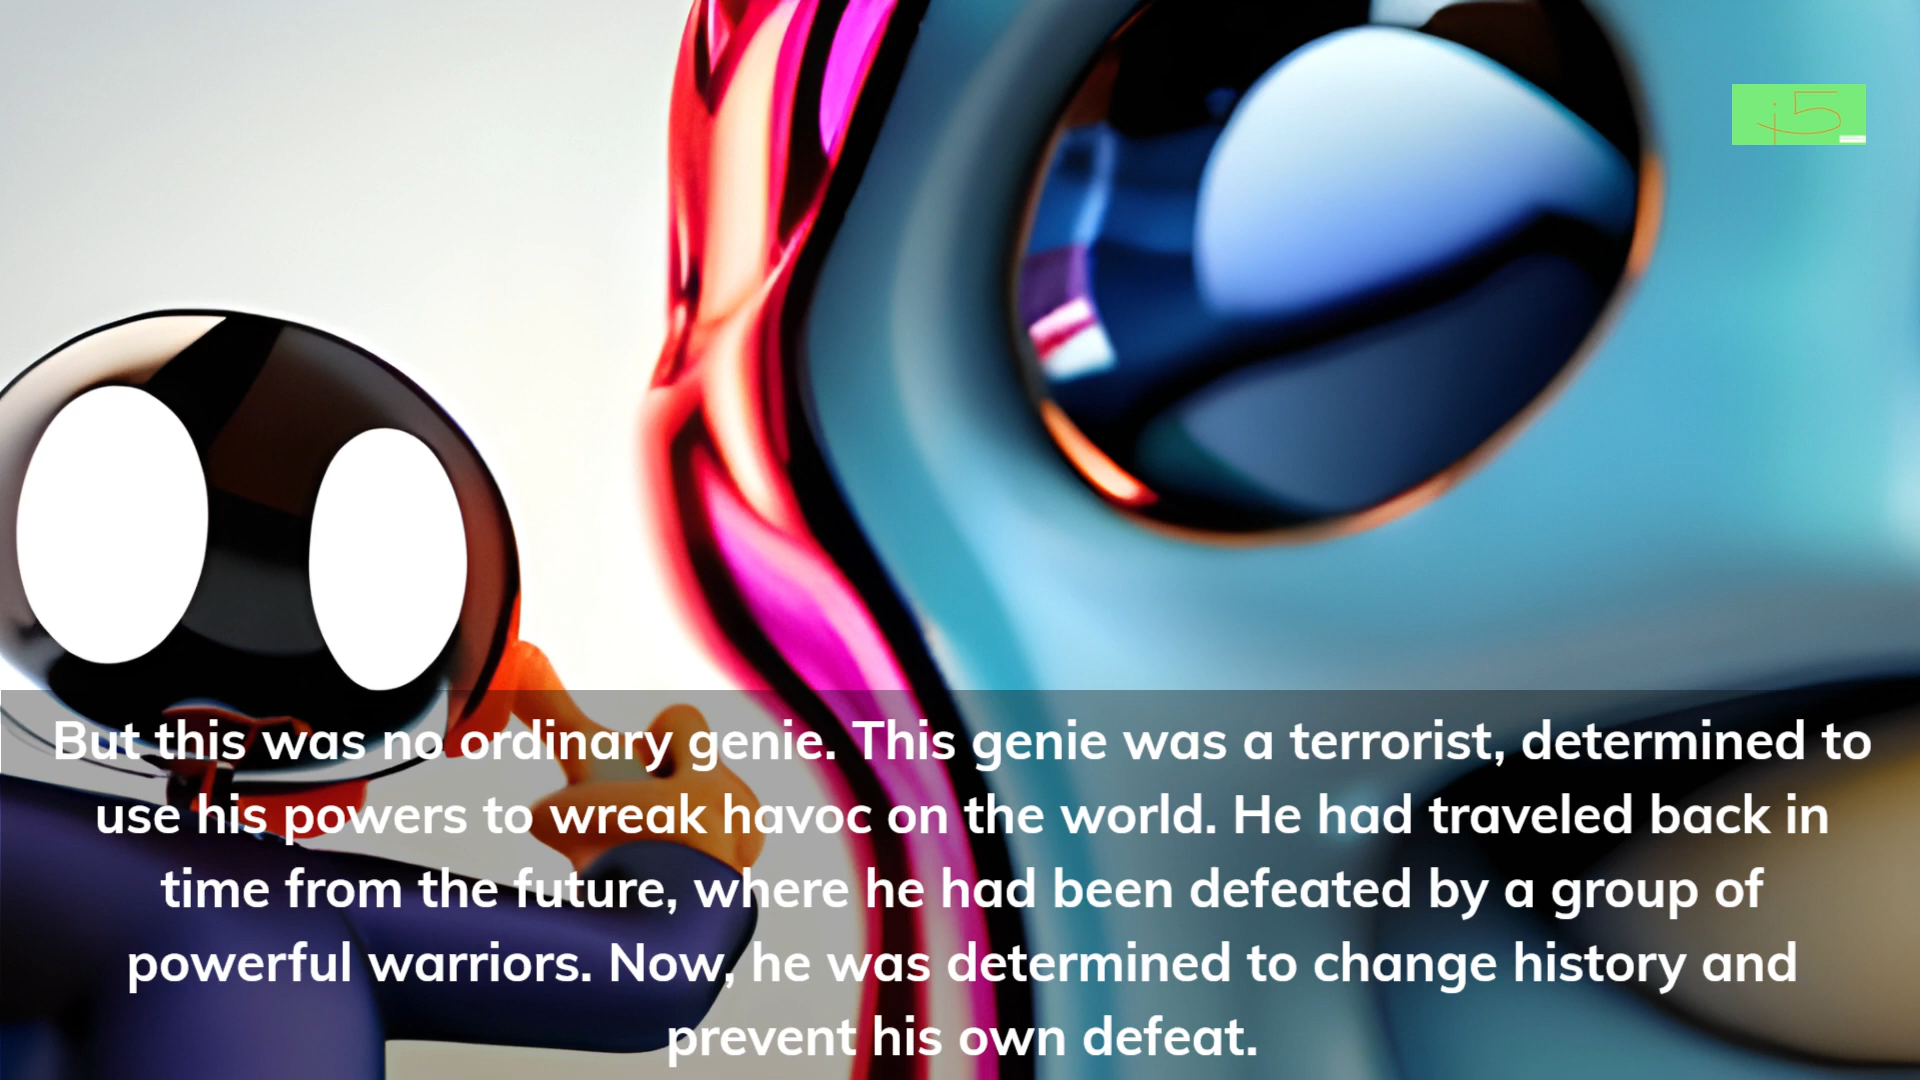 i5
But this was no ordinary genie. This genie was a terrorist, determined to
use his powers to wreak havoc on the world. He had traveled back in
time from the future, where he had been defeated by a group of
powerful warriors. Now, he was determined to change history and
prevent his own defeat.